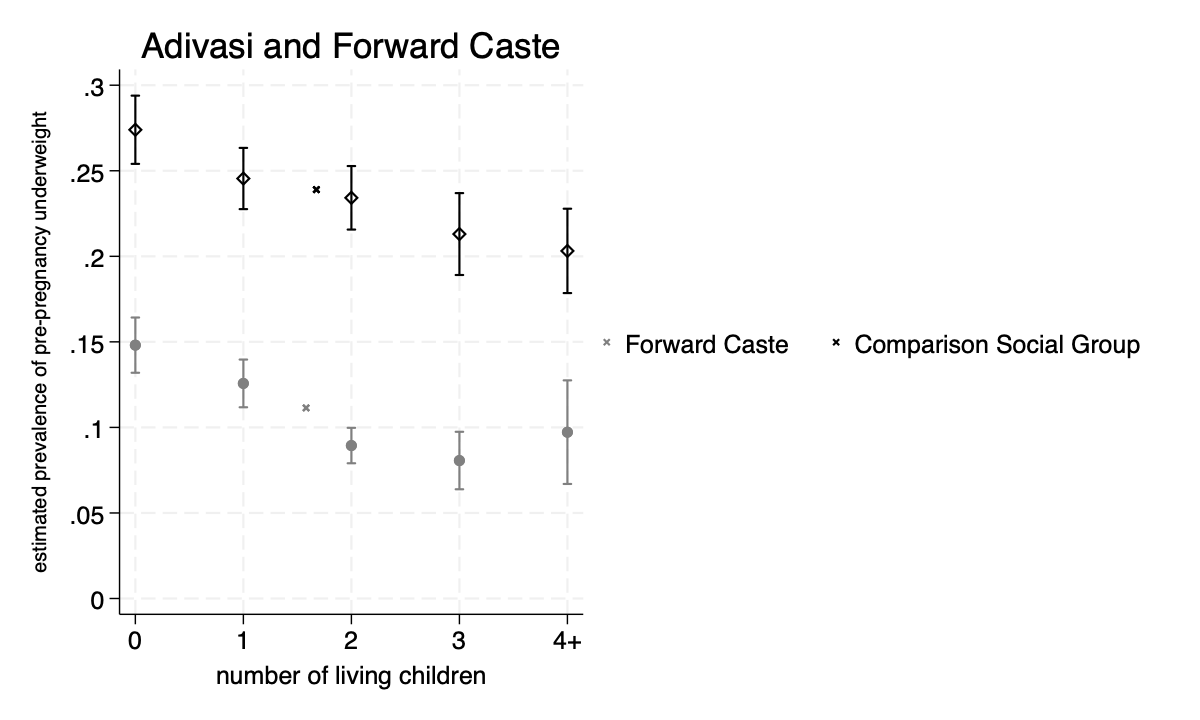 Adivasi and Forward Caste
estimated prevalence of pre-pregnancy underweight
.3
.25
.2
.15
.1
.05
0
0 1 2 3 4+
number of living children
Forward Caste Comparison Social Group